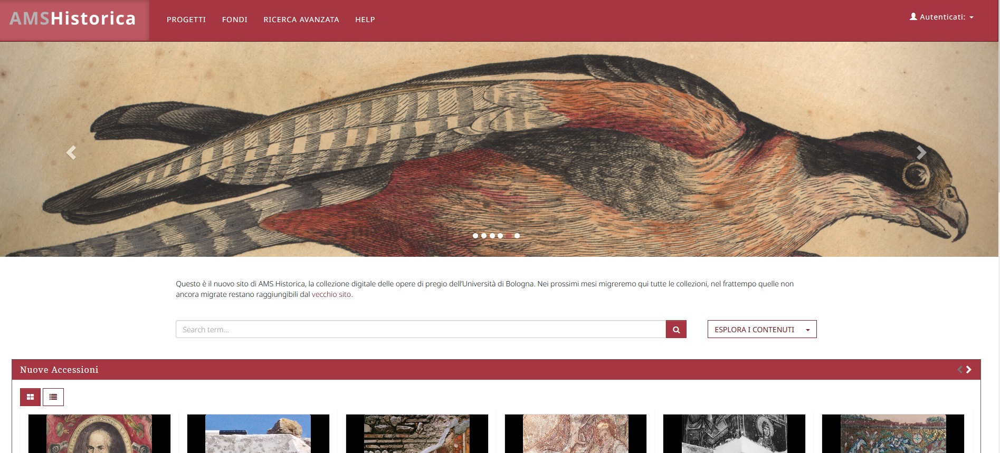 AMSHistorica
PROGETTI FONDI RICERCA AVANZATA HELP
Autenticati:
Questo è il nuovo sito di AMS Historica, la collezione digitale delle opere di pregio dell'Università di Bologna. Nei prossimi mesi migreremo qui tutte le collezioni, nel frattempo quelle non
ancora migrate restano raggiungibili dal vecchio sito.
Search term...
ESPLORA I CONTENUTI
Nuove Accessioni